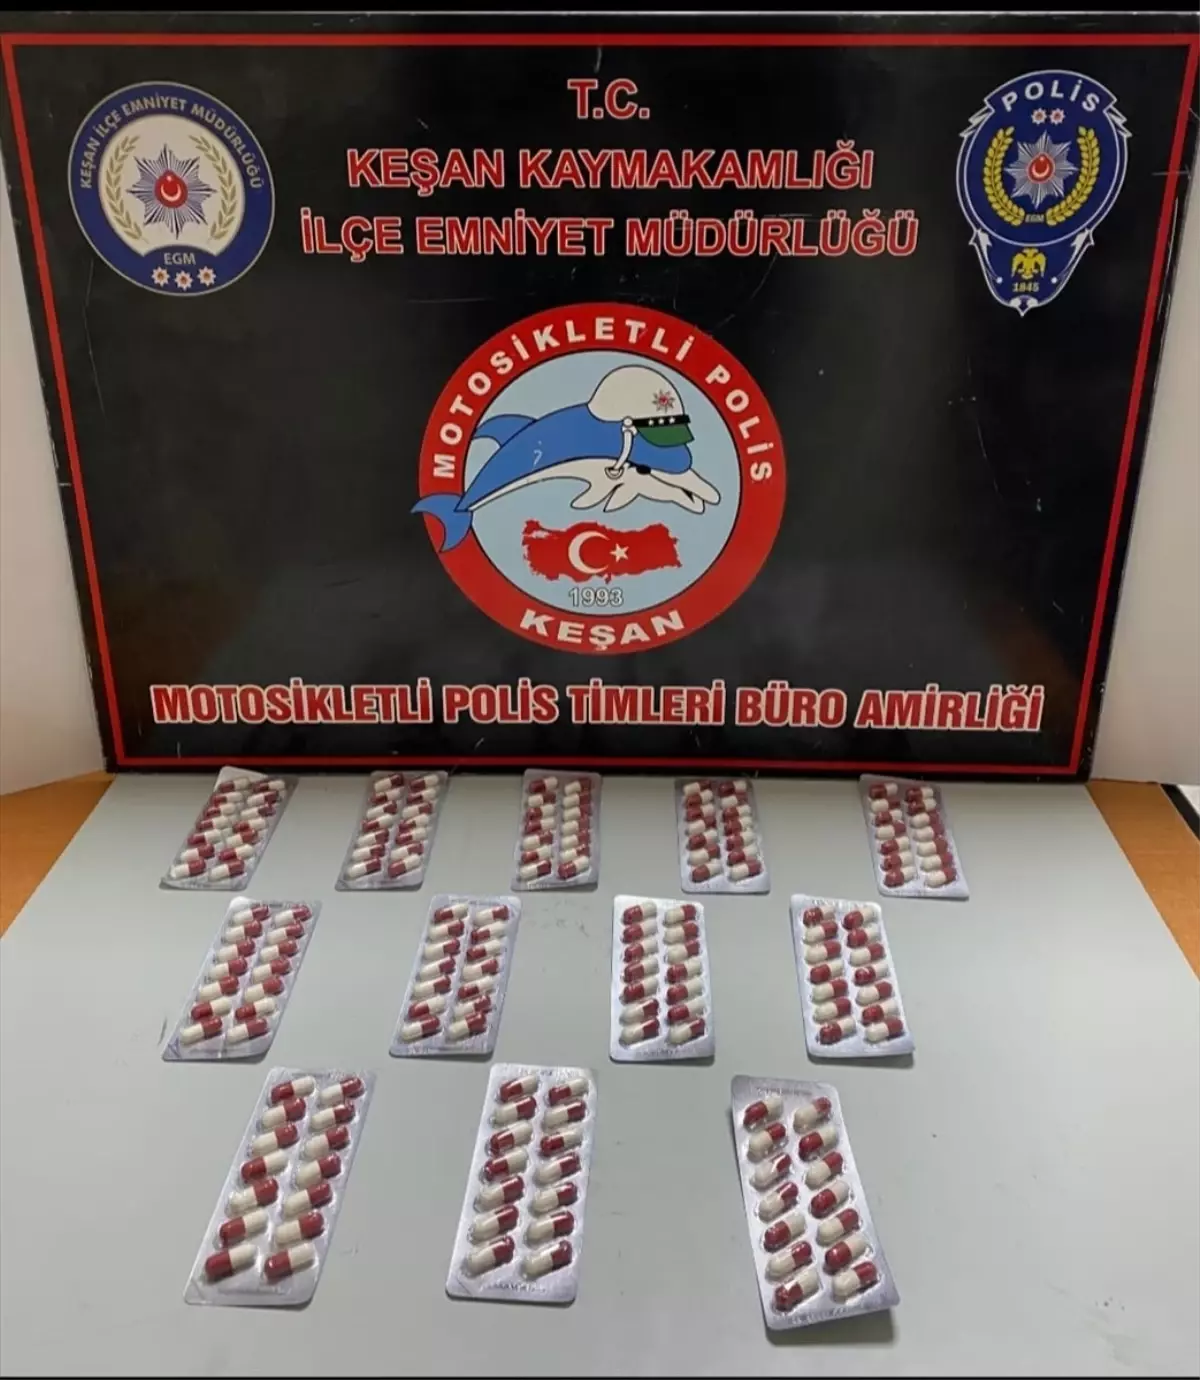 T.C.
KEŞAN KAYMAKAMLIĞI
İLÇE EMNİYET MÜDÜRLÜĞÜ
KEŞAN İLÇE EMNİYET MÜDÜRLÜĞÜ
EGM
POLİS
EGM
1845
MOTOSİKLETLİ POLİS
1993
KEŞAN
MOTOSİKLETLİ POLİS TİMLERİ BÜRO AMİRLİĞİ